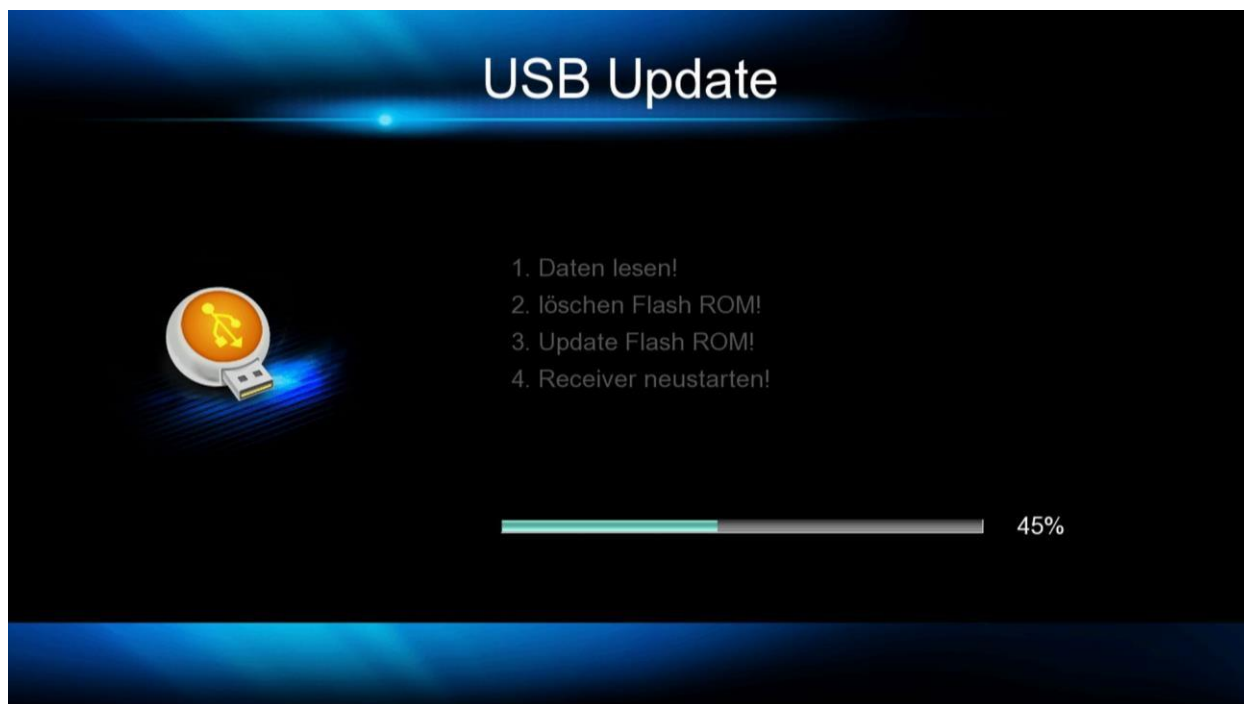 USB Update
1. Daten lesen!
2. löschen Flash ROM!
3. Update Flash ROM!
4. Receiver neustarten!
45%